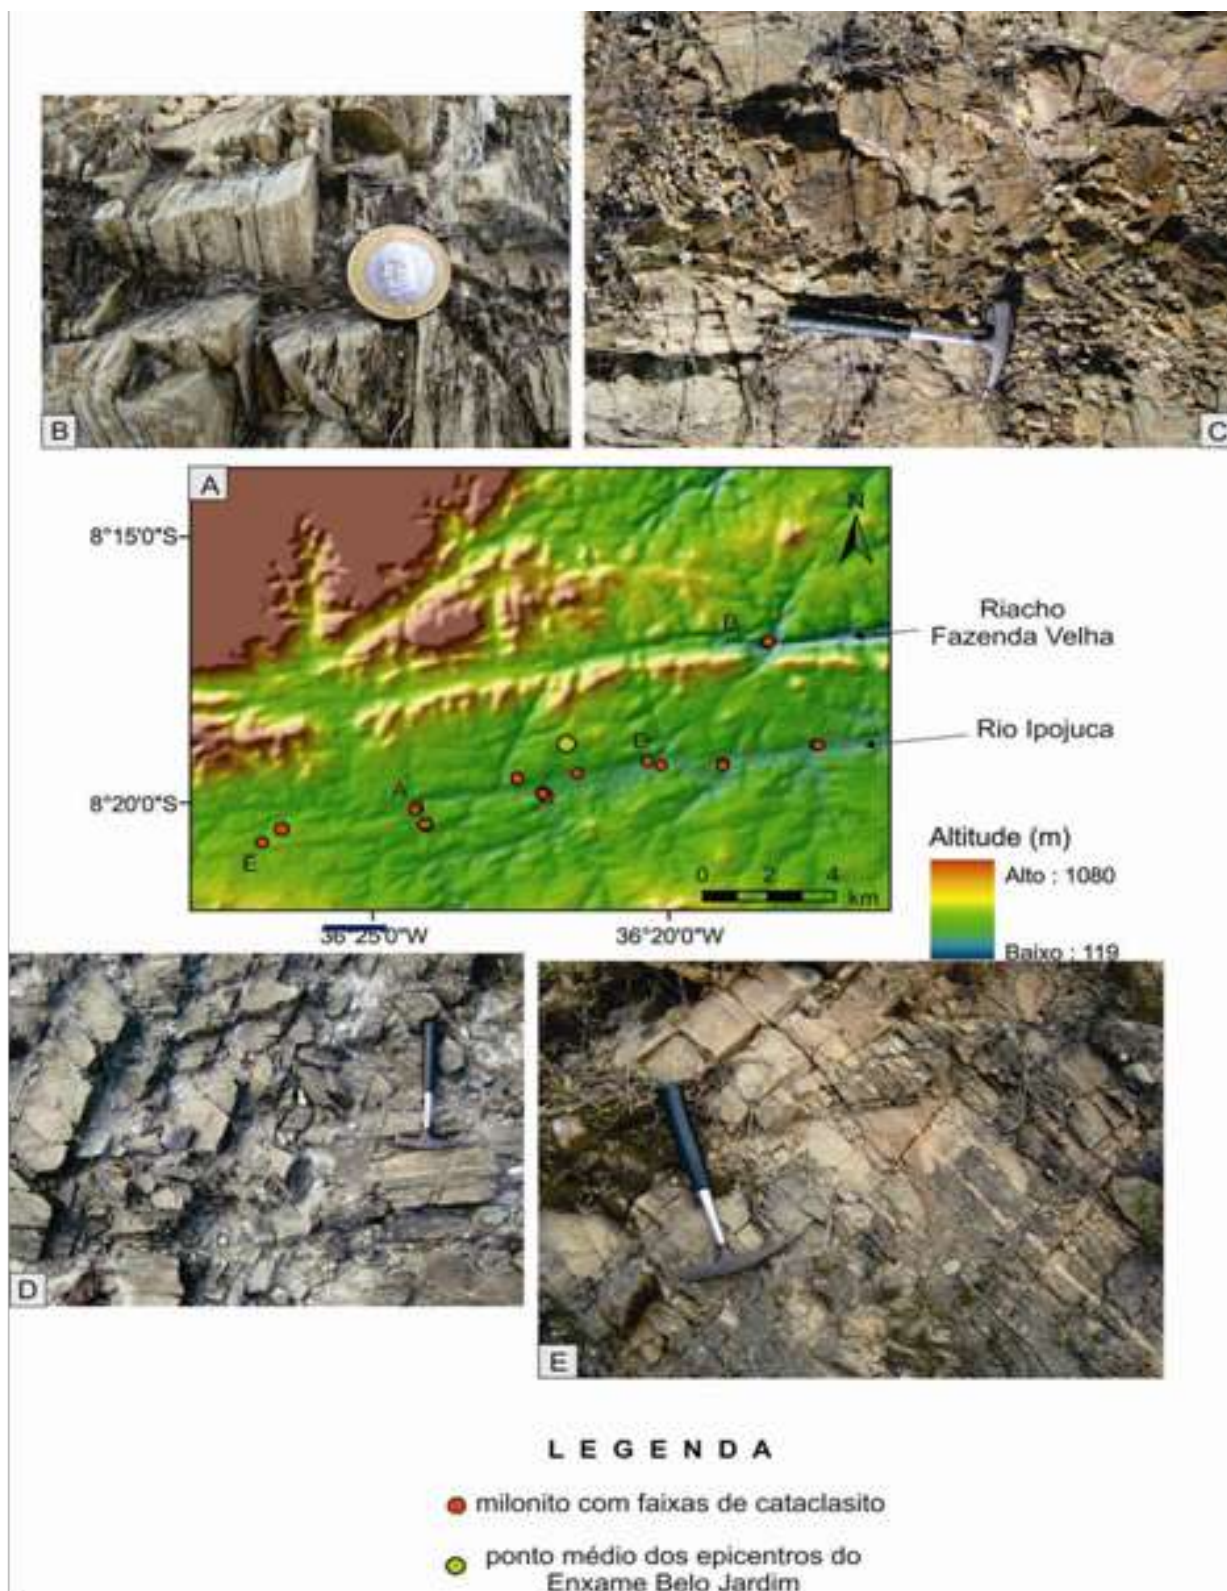 B
C
A
N
8°15'0"S
Riacho
Fazenda Velha
B
Rio Ipojuca
D
A
8°20'0"S
E
Altitude (m)
Alto : 1080
Baixo : 119
0 2 4
km
36°25'0"W
36°20'0"W
D
E
L E G E N D A
milonito com faixas de cataclasito
ponto médio dos epicentros do
Enxame Belo Jardim